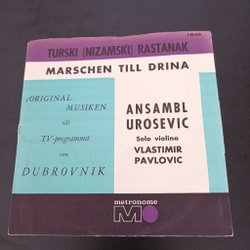 TURSKI (NIZAMSKI) RASTANAK
MARSCHEN TILL DRINA
ORIGINAL-
MUSIKEN
till
TV-programmet
om
DUBROVNIK
ANSAMBL
UROSEVIC
Solo violina
VLASTIMIR
PAVLOVIC
metronome